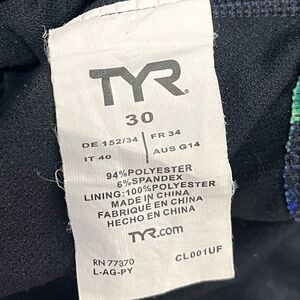 TYR
30
DE 152/34 | FR 34
IT 40 | AUS G14
94% POLYESTER
6% SPANDEX
LINING: 100% POLYESTER
MADE IN CHINA
FABRIQUÉ EN CHINA
HECHO EN CHINA
TYR.com
RN 77370
L-AG-PY
CL001UF